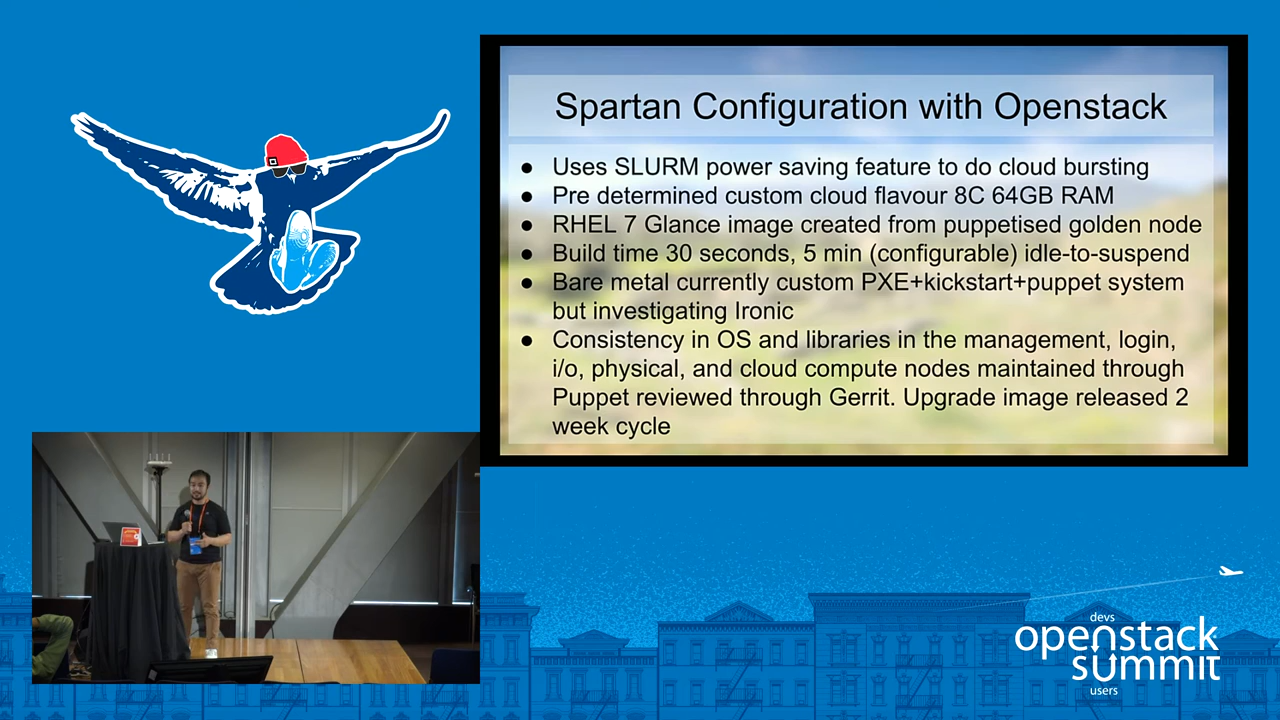 Spartan Configuration with Openstack
● Uses SLURM power saving feature to do cloud bursting
● Pre determined custom cloud flavour 8C 64GB RAM
● RHEL 7 Glance image created from puppetised golden node
● Build time 30 seconds, 5 min (configurable) idle-to-suspend
● Bare metal currently custom PXE+kickstart+puppet system
but investigating Ironic
● Consistency in OS and libraries in the management, login,
i/o, physical, and cloud compute nodes maintained through
Puppet reviewed through Gerrit. Upgrade image released 2
week cycle
devs
openstack
summit
users